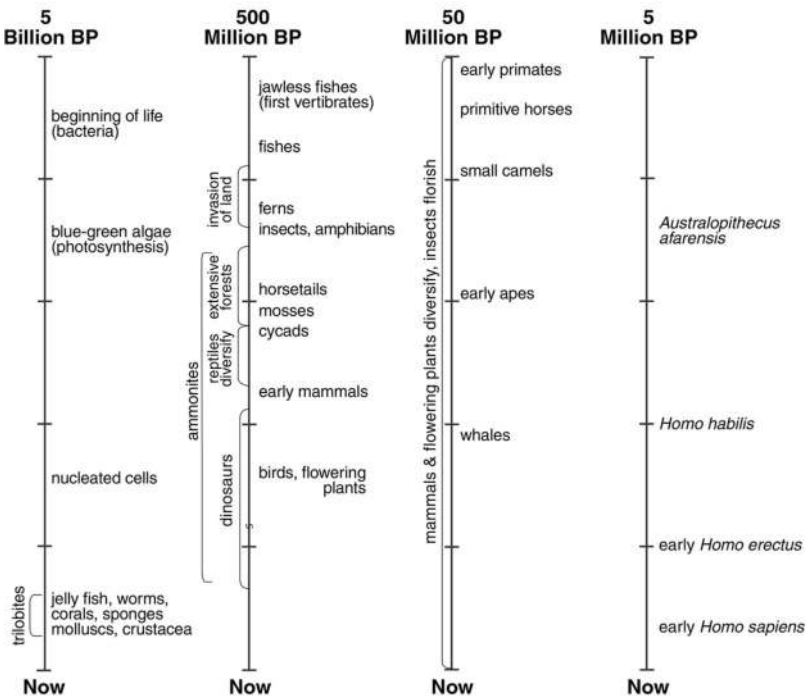 5
Billion BP
beginning of life
(bacteria)
blue-green algae
(photosynthesis)
nucleated cells
trilobites
jelly fish, worms,
corals, sponges
molluscs, crustacea
Now
500
Million BP
jawless fishes
(first vertibrates)
fishes
invasion
of land
ferns
insects, amphibians
extensive
forests
horsetails
mosses
cycads
reptiles
diversify
ammonites
early mammals
dinosaurs
birds, flowering
plants
s
Now
50
Million BP
mammals & flowering plants diversify, insects florish
early primates
primitive horses
small camels
early apes
whales
Now
5
Million BP
Australopithecus
afarensis
Homo habilis
early Homo erectus
early Homo sapiens
Now